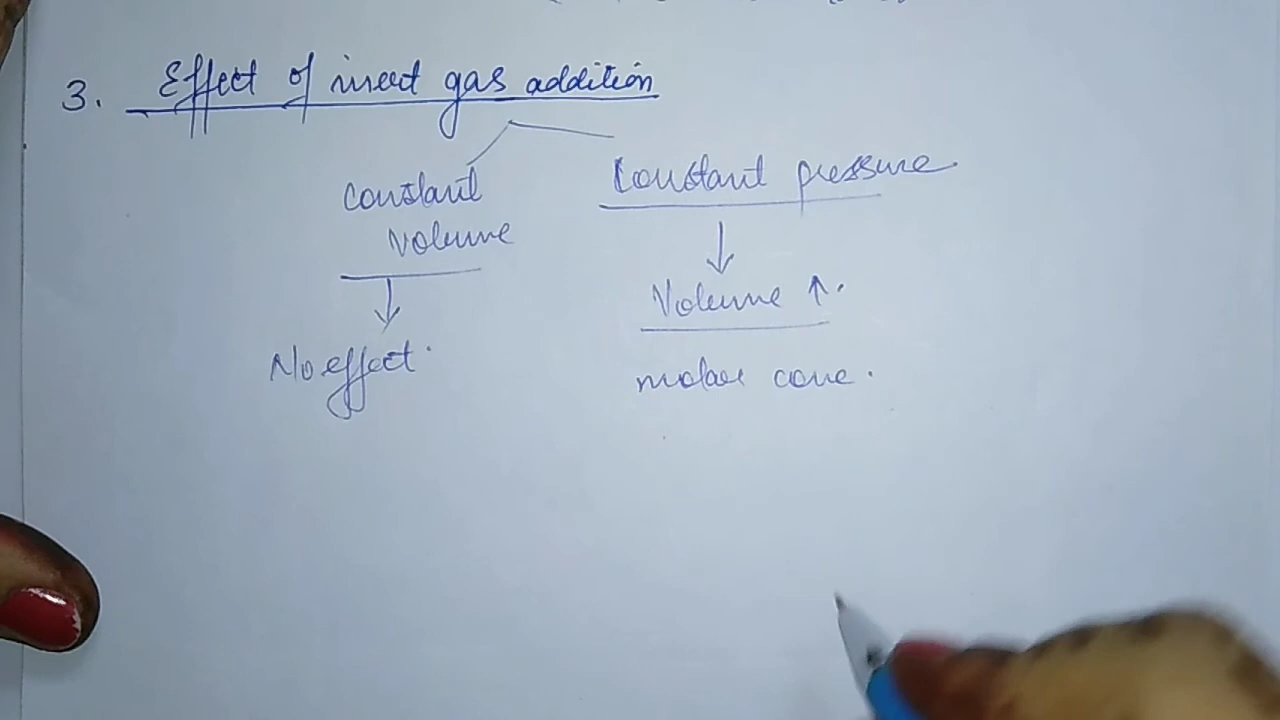 3. Effect of inert gas addition
Constant
Volume
No effect.
Constant pressure
Volume ↑.
molar conc.